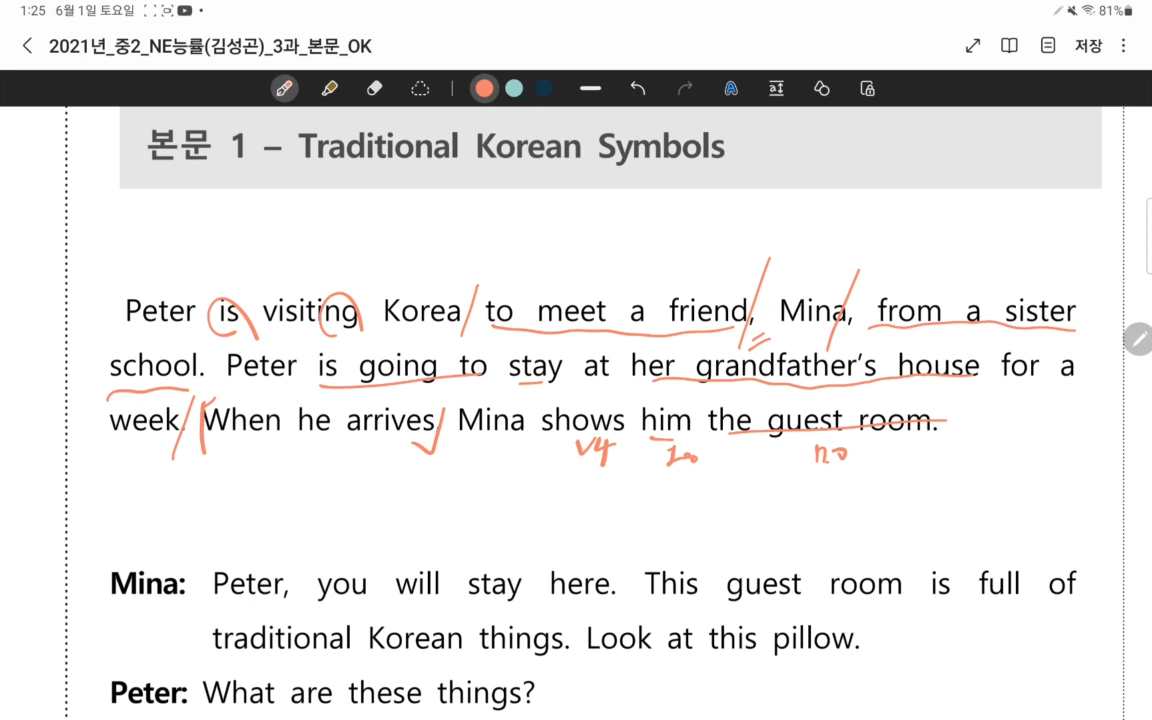 1:25 6월 1일 토요일 81%
2021년_중2_NE능률(김성곤)_3과_본문_OK
저장
본문 1 – Traditional Korean Symbols
Peter is visiting Korea to meet a friend, Mina, from a sister
school. Peter is going to stay at her grandfather's house for a
week. When he arrives, Mina shows him the guest room.
v4 I.O D.O
Mina: Peter, you will stay here. This guest room is full of
traditional Korean things. Look at this pillow.
Peter: What are these things?